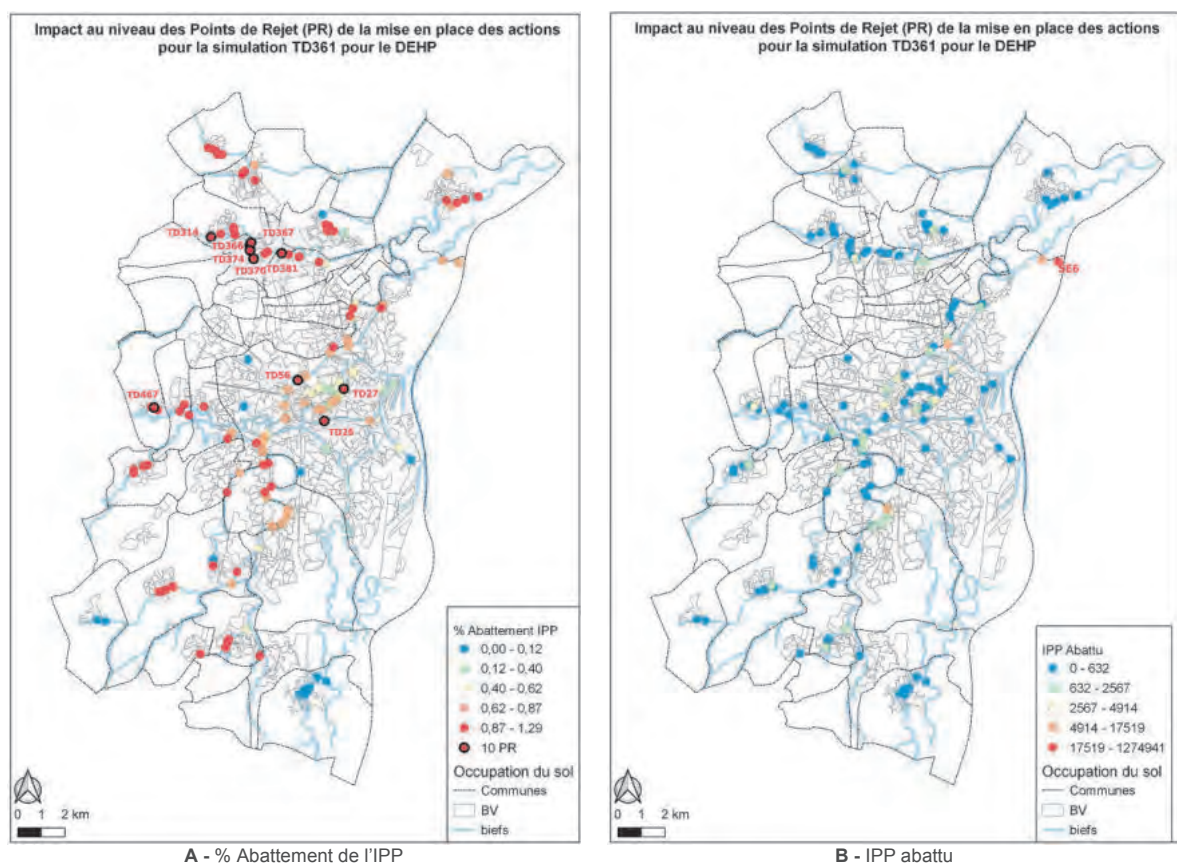 Impact au niveau des Points de Rejet (PR) de la mise en place des actions
pour la simulation TD361 pour le DEHP
TD314
TD367
TD366
TD374
TD370
TD381
TD56
TD27
TD467
TD25
% Abattement IPP
0,00 - 0,12
0,12 - 0,40
0,40 - 0,62
0,62 - 0,87
0,87 - 1,29
10 PR
Occupation du sol
Communes
BV
biefs
0 1 2 km
A - % Abattement de l'IPP
Impact au niveau des Points de Rejet (PR) de la mise en place des actions
pour la simulation TD361 pour le DEHP
SE6
IPP Abattu
0 - 632
632 - 2567
2567 - 4914
4914 - 17519
17519 - 1274941
Occupation du sol
Communes
BV
biefs
0 1 2 km
B - IPP abattu